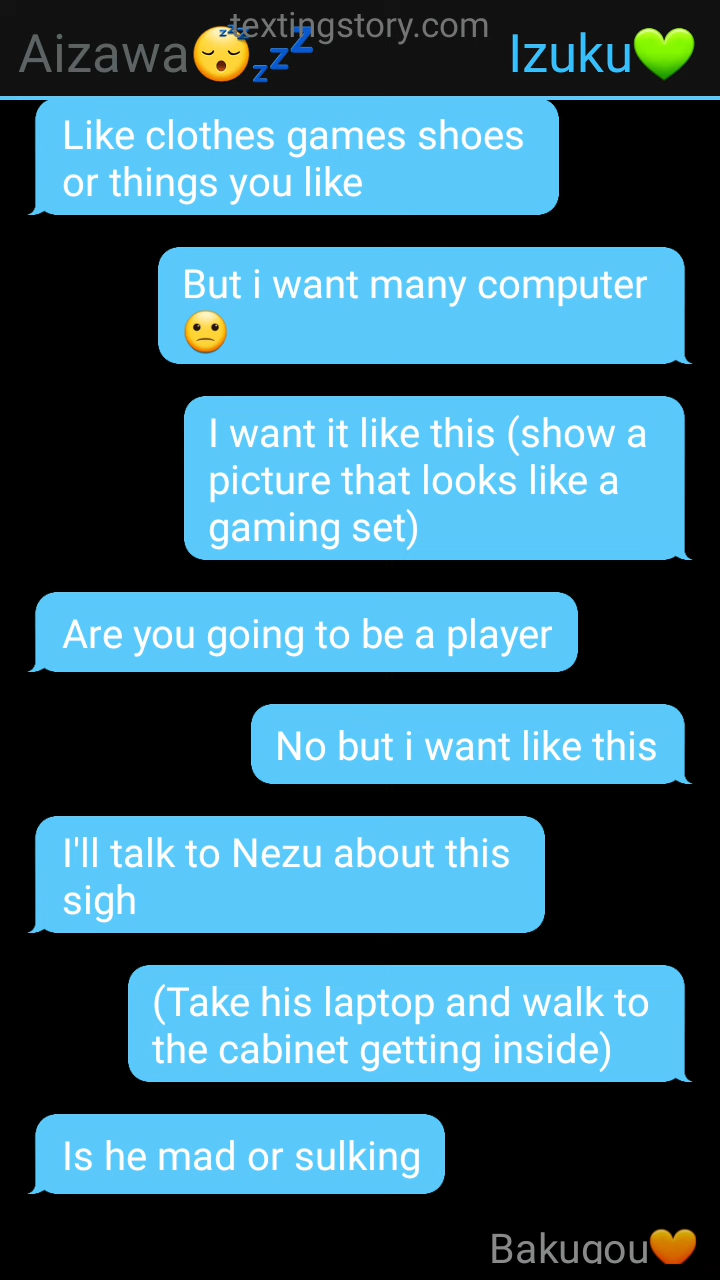 textingstory.com
Aizawa😴💤 Izuku💚
Like clothes games shoes
or things you like
But i want many computer
🙁
I want it like this (show a
picture that looks like a
gaming set)
Are you going to be a player
No but i want like this
I'll talk to Nezu about this
sigh
(Take his laptop and walk to
the cabinet getting inside)
Is he mad or sulking
Bakugou🧡